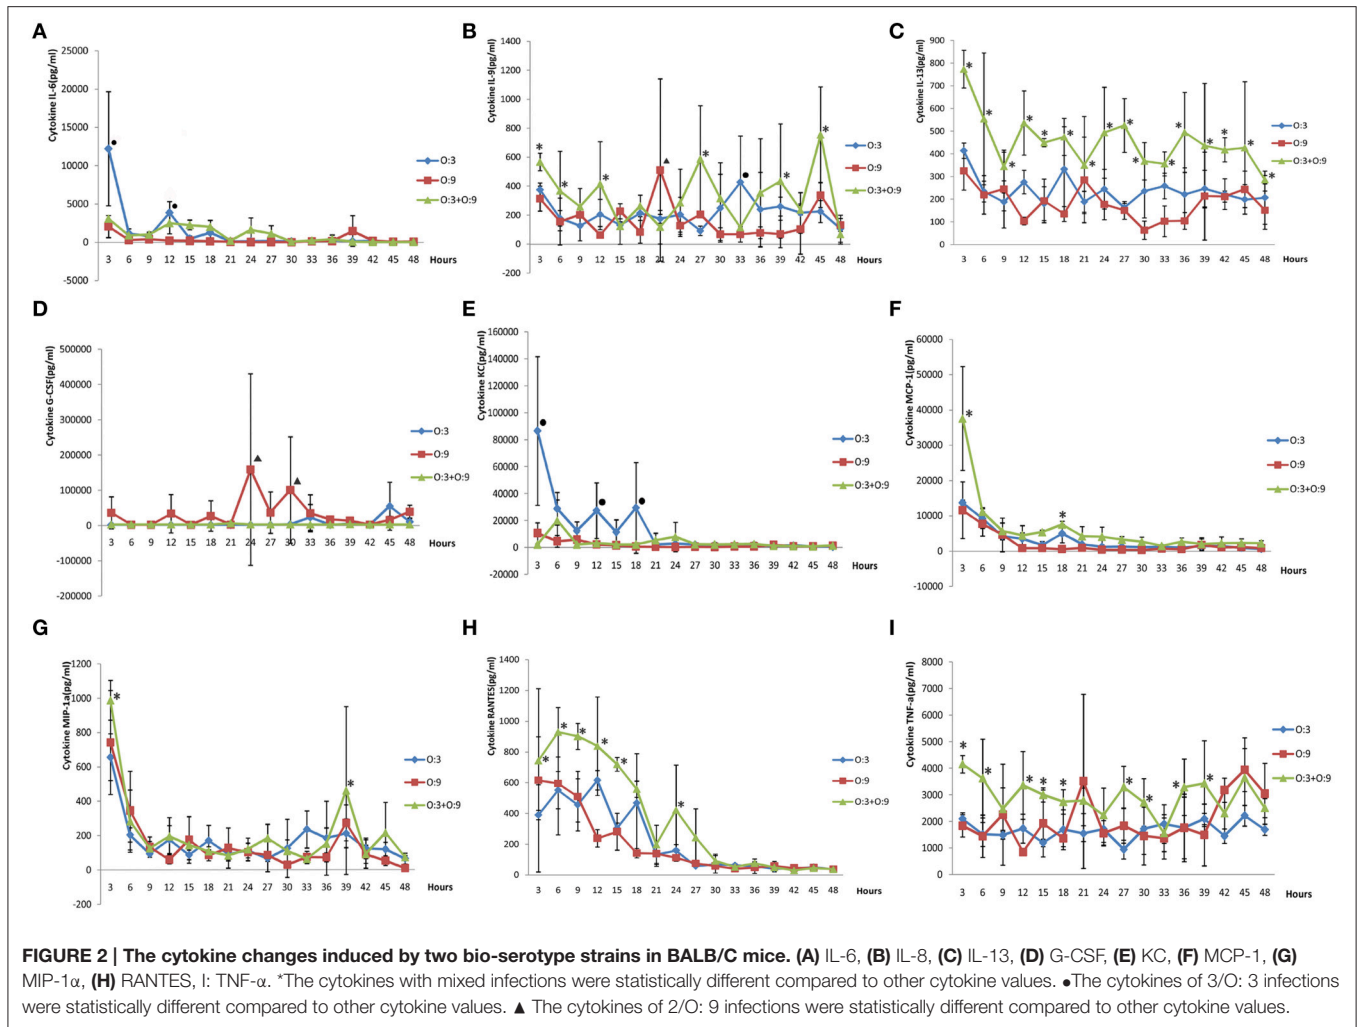 A
Cytokine IL-6(pg/ml)
25000
20000
15000
10000
5000
0
-5000
3 6 9 12 15 18 21 24 27 30 33 36 39 42 45 48 Hours
O:3
O:9
O:3+O:9
B
Cytokine IL-9(pg/ml)
1400
1200
1000
800
600
400
200
0
-200
3 6 9 12 15 18 21 24 27 30 33 36 39 42 45 48 Hours
O:3
O:9
O:3+O:9
C
Cytokine IL-13(pg/ml)
900
800
700
600
500
400
300
200
100
0
3 6 9 12 15 18 21 24 27 30 33 36 39 42 45 48 Hours
O:3
O:9
O:3+O:9
D
Cytokine G-CSF(pg/ml)
500000
400000
300000
200000
100000
0
-100000
-200000
3 6 9 12 15 18 21 24 27 30 33 36 39 42 45 48 Hours
O:3
O:9
O:3+O:9
E
Cytokine KC(pg/ml)
160000
140000
120000
100000
80000
60000
40000
20000
0
-20000
3 6 9 12 15 18 21 24 27 30 33 36 39 42 45 48 Hours
O:3
O:9
O:3+O:9
F
Cytokine MCP-1(pg/ml)
60000
50000
40000
30000
20000
10000
0
-10000
3 6 9 12 15 18 21 24 27 30 33 36 39 42 45 48 Hours
O:3
O:9
O:3+O:9
G
Cytokine MIP-1a(pg/ml)
1200
1000
800
600
400
200
0
-200
3 6 9 12 15 18 21 24 27 30 33 36 39 42 45 48 Hours
O:3
O:9
O:3+O:9
H
Cytokine RANTES(pg/ml)
1400
1200
1000
800
600
400
200
0
3 6 9 12 15 18 21 24 27 30 33 36 39 42 45 48 Hours
O:3
O:9
O:3+O:9
I
Cytokine TNF-a(pg/ml)
8000
7000
6000
5000
4000
3000
2000
1000
0
3 6 9 12 15 18 21 24 27 30 33 36 39 42 45 48 Hours
O:3
O:9
O:3+O:9
FIGURE 2 | The cytokine changes induced by two bio-serotype strains in BALB/C mice. (A) IL-6, (B) IL-8, (C) IL-13, (D) G-CSF, (E) KC, (F) MCP-1, (G)
MIP-1α, (H) RANTES, I: TNF-α. *The cytokines with mixed infections were statistically different compared to other cytokine values. ●The cytokines of 3/O: 3 infections
were statistically different compared to other cytokine values. ▲ The cytokines of 2/O: 9 infections were statistically different compared to other cytokine values.